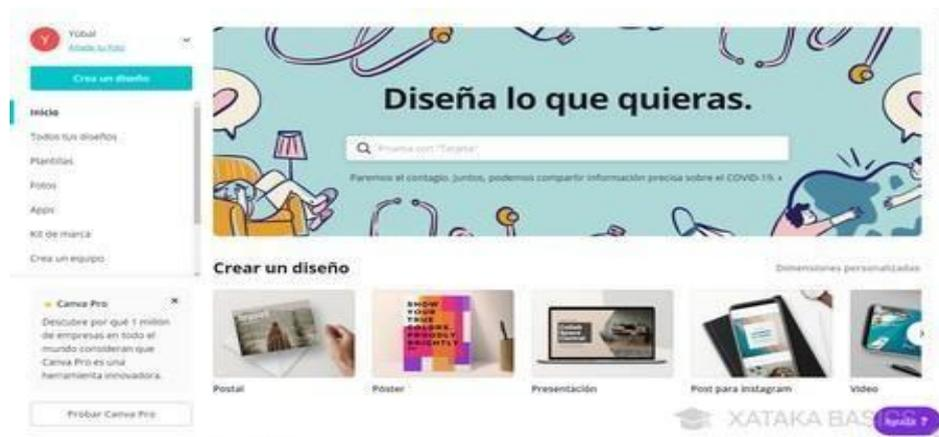 Y
Yúbal
Añade tu foto
Crea un diseño
Inicio
Todos tus diseños
Plantillas
Fotos
Apps
Kit de marca
Crea un equipo
Canva Pro
Descubre por qué 1 millón
de empresas en todo el
mundo consideran que
Canva Pro es una
herramienta innovadora.
Probar Canva Pro
Diseña lo que quieras.
Prueba con "Tarjeta"
Paremos el contagio. Juntos, podemos compartir información precisa sobre el COVID-19.
Crear un diseño
Dimensiones personalizadas
SHOW
YOUR
TRUE
COLORS.
PROUDLY
BRIGHTLY
Postal
Póster
Presentación
Post para Instagram
Video
XATAKA BASICS
Ayuda ?